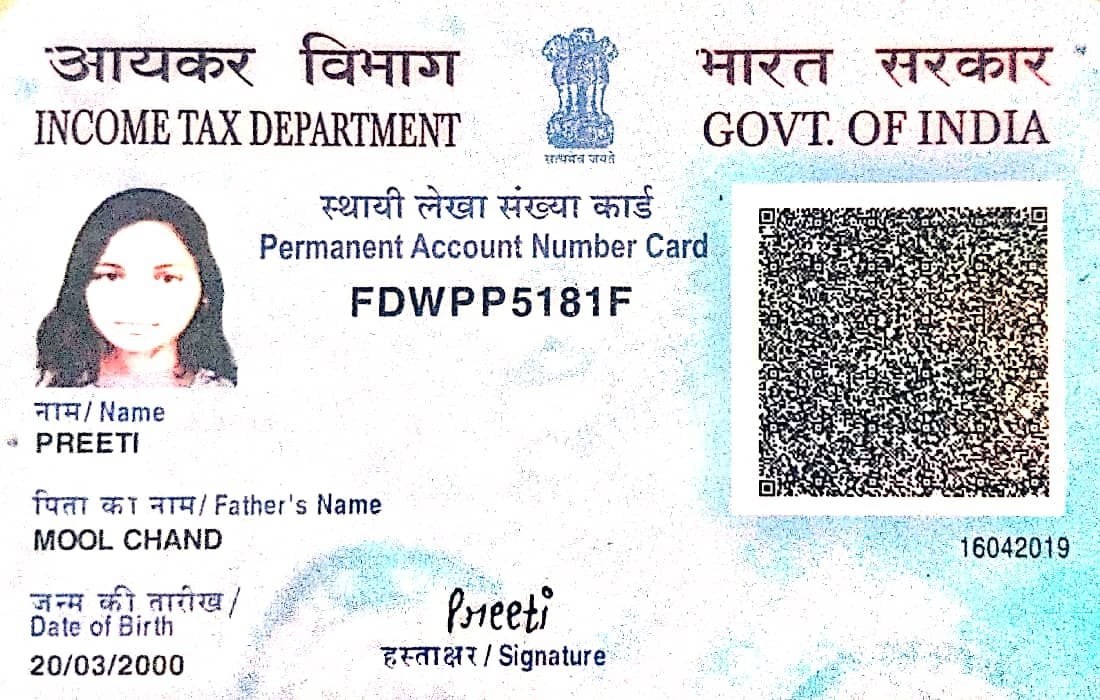 आयकर विभाग
INCOME TAX DEPARTMENT
सत्यमेव जयते
भारत सरकार
GOVT. OF INDIA
स्थायी लेखा संख्या कार्ड
Permanent Account Number Card
FDWPP5181F
नाम / Name
PREETI
पिता का नाम / Father's Name
MOOL CHAND
16042019
जन्म की तारीख /
Date of Birth
20/03/2000
Preeti
हस्ताक्षर / Signature